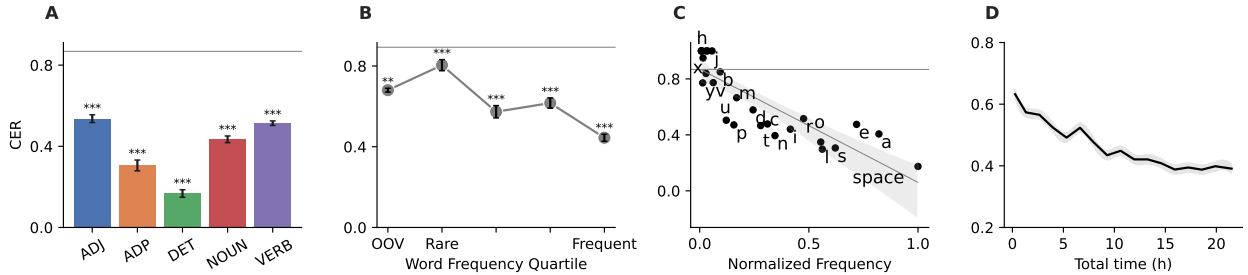 A
CER
0.8
0.4
0.0
***
***
***
***
***
ADJ
ADP
DET
NOUN
VERB
B
0.8
0.4
0.0
**
***
***
***
***
OOV
Rare
Frequent
Word Frequency Quartile
C
0.8
0.4
0.0
h
j
x
b
y
v
m
u
p
d
c
t
n
i
r
o
l
s
e
a
space
0.0
0.5
1.0
Normalized Frequency
D
0.8
0.6
0.4
0.2
0
5
10
15
20
Total time (h)